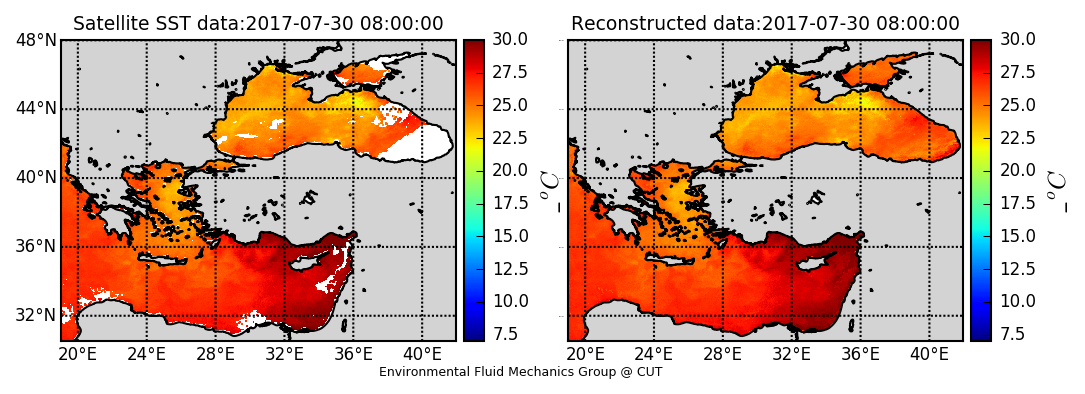 Satellite SST data:2017-07-30 08:00:00
48°N
44°N
40°N
36°N
32°N
20°E 24°E 28°E 32°E 36°E 40°E
30.0
27.5
25.0
22.5
20.0
17.5
15.0
12.5
10.0
7.5
_ °C
Reconstructed data:2017-07-30 08:00:00
20°E 24°E 28°E 32°E 36°E 40°E
30.0
27.5
25.0
22.5
20.0
17.5
15.0
12.5
10.0
7.5
_ °C
Environmental Fluid Mechanics Group @ CUT